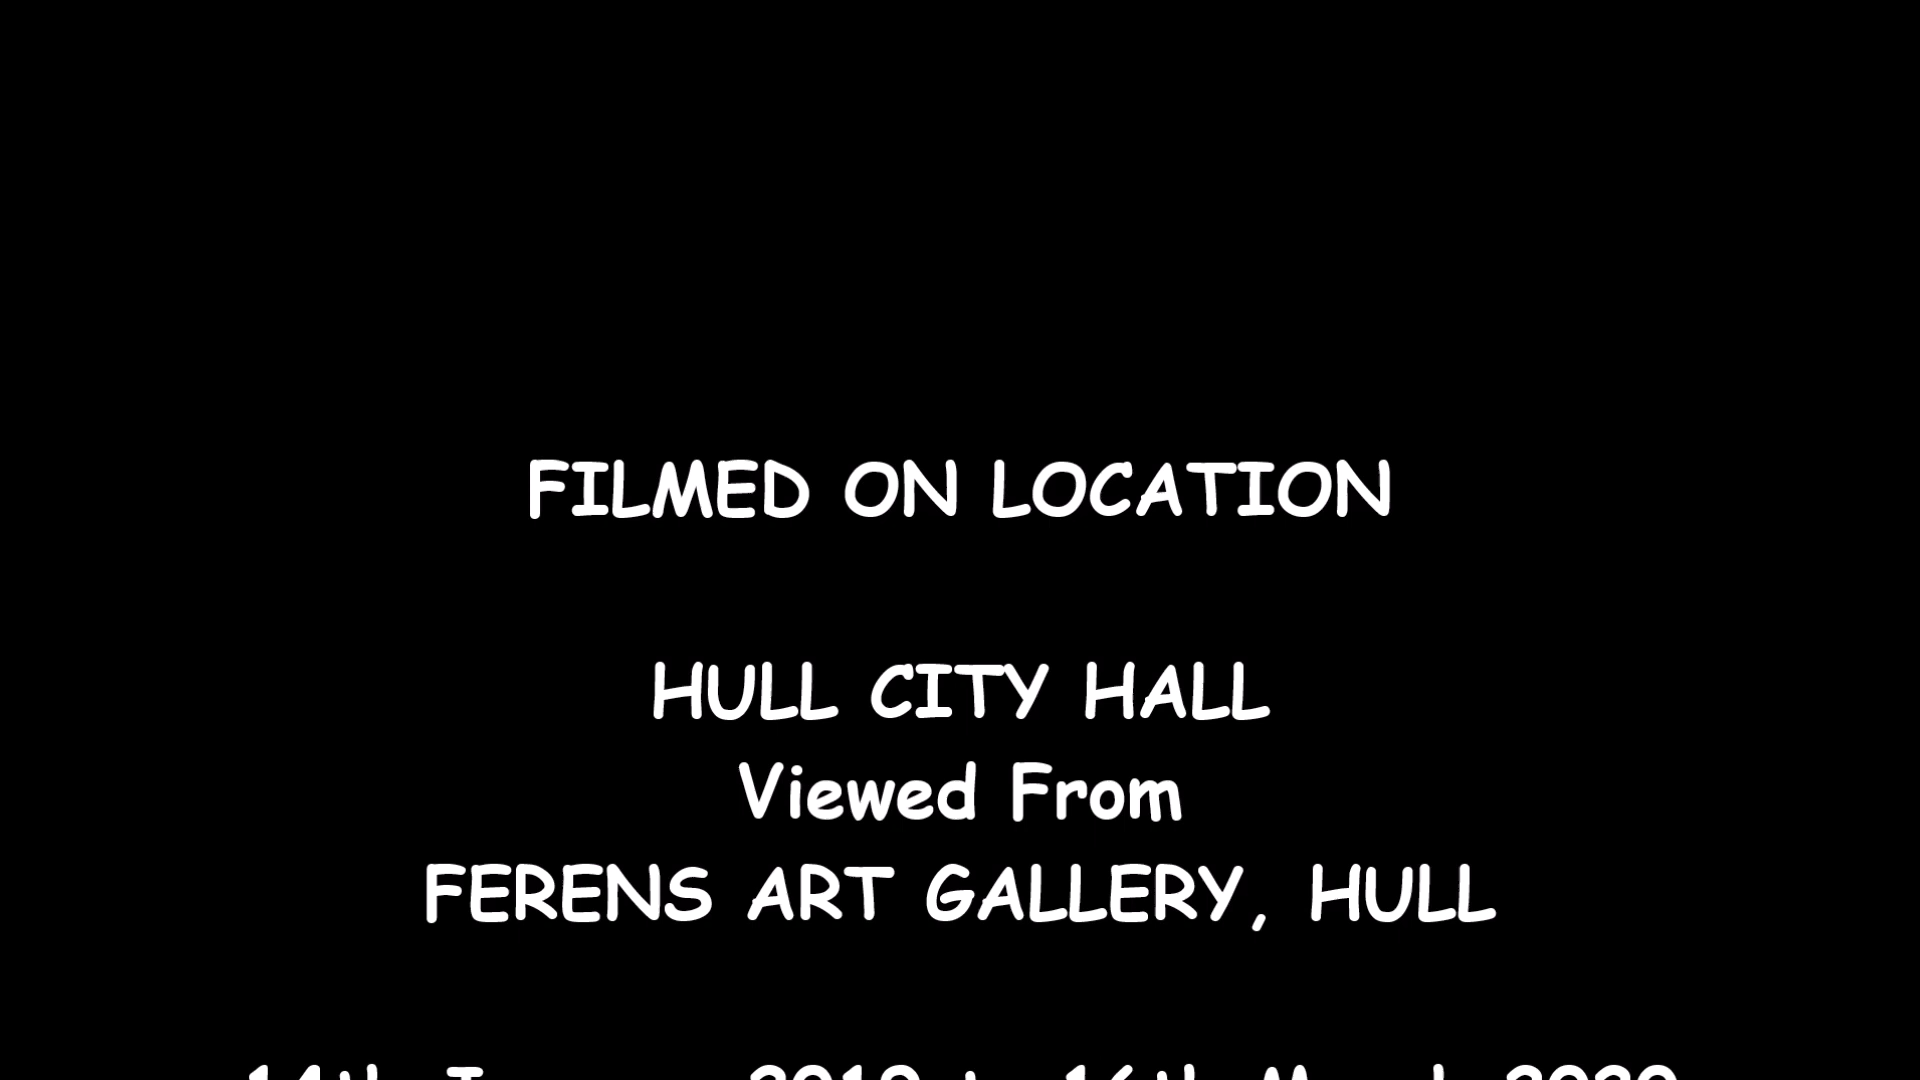 FILMED ON LOCATION
HULL CITY HALL
Viewed From
FERENS ART GALLERY, HULL